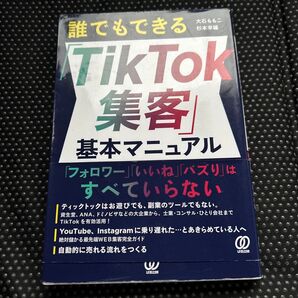 誰でもできる
大石ももこ
杉本幸雄
「TikTok
集客」
基本マニュアル
「フォロワー」「いいね」「バズり」は
すべていらない
ティックトックはお遊びでも、副業のツールでもない。
資生堂、ANA、ドミノピザなどの大企業から、士業・コンサル・ひとり会社まで
TikTokを有効活用!
YouTube、Instagramに乗り遅れた…とあきらめている人へ
絶対儲かる最先端WEB集客完全ガイド
自動的に売れる流れをつくる